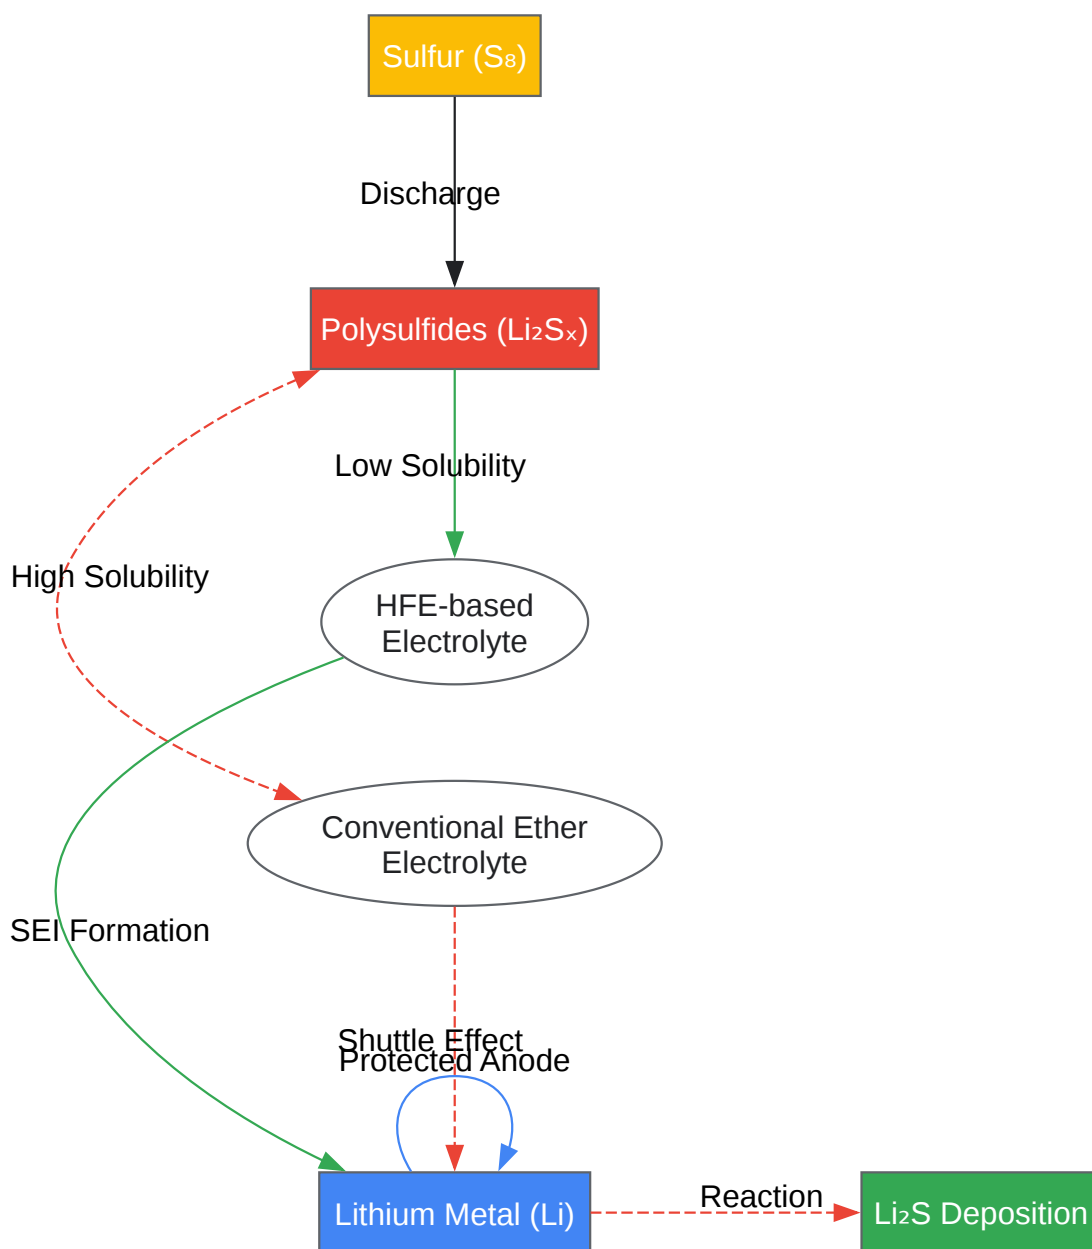 Sulfur (S₈)
Discharge
Polysulfides (Li₂Sₓ)
Low Solubility
High Solubility
HFE-based
Electrolyte
Conventional Ether
Electrolyte
SEI Formation
Shuttle Effect
Protected Anode
Reaction
Lithium Metal (Li)
Li₂S Deposition